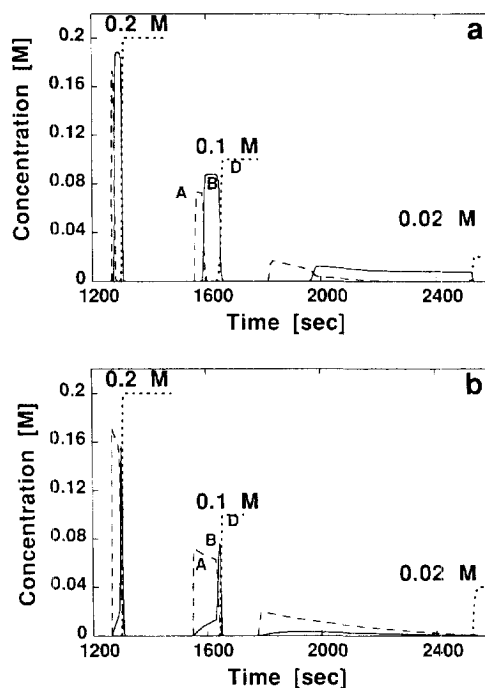 a
0.2 M
0.2
0.16
0.12
0.08
0.04
0
Concentration [M]
0.1 M
A
B
D
0.02 M
1200
1600
2000
2400
Time [sec]
b
0.2 M
0.2
0.16
0.12
0.08
0.04
0
Concentration [M]
0.1 M
B
D
A
0.02 M
1200
1600
2000
2400
Time [sec]